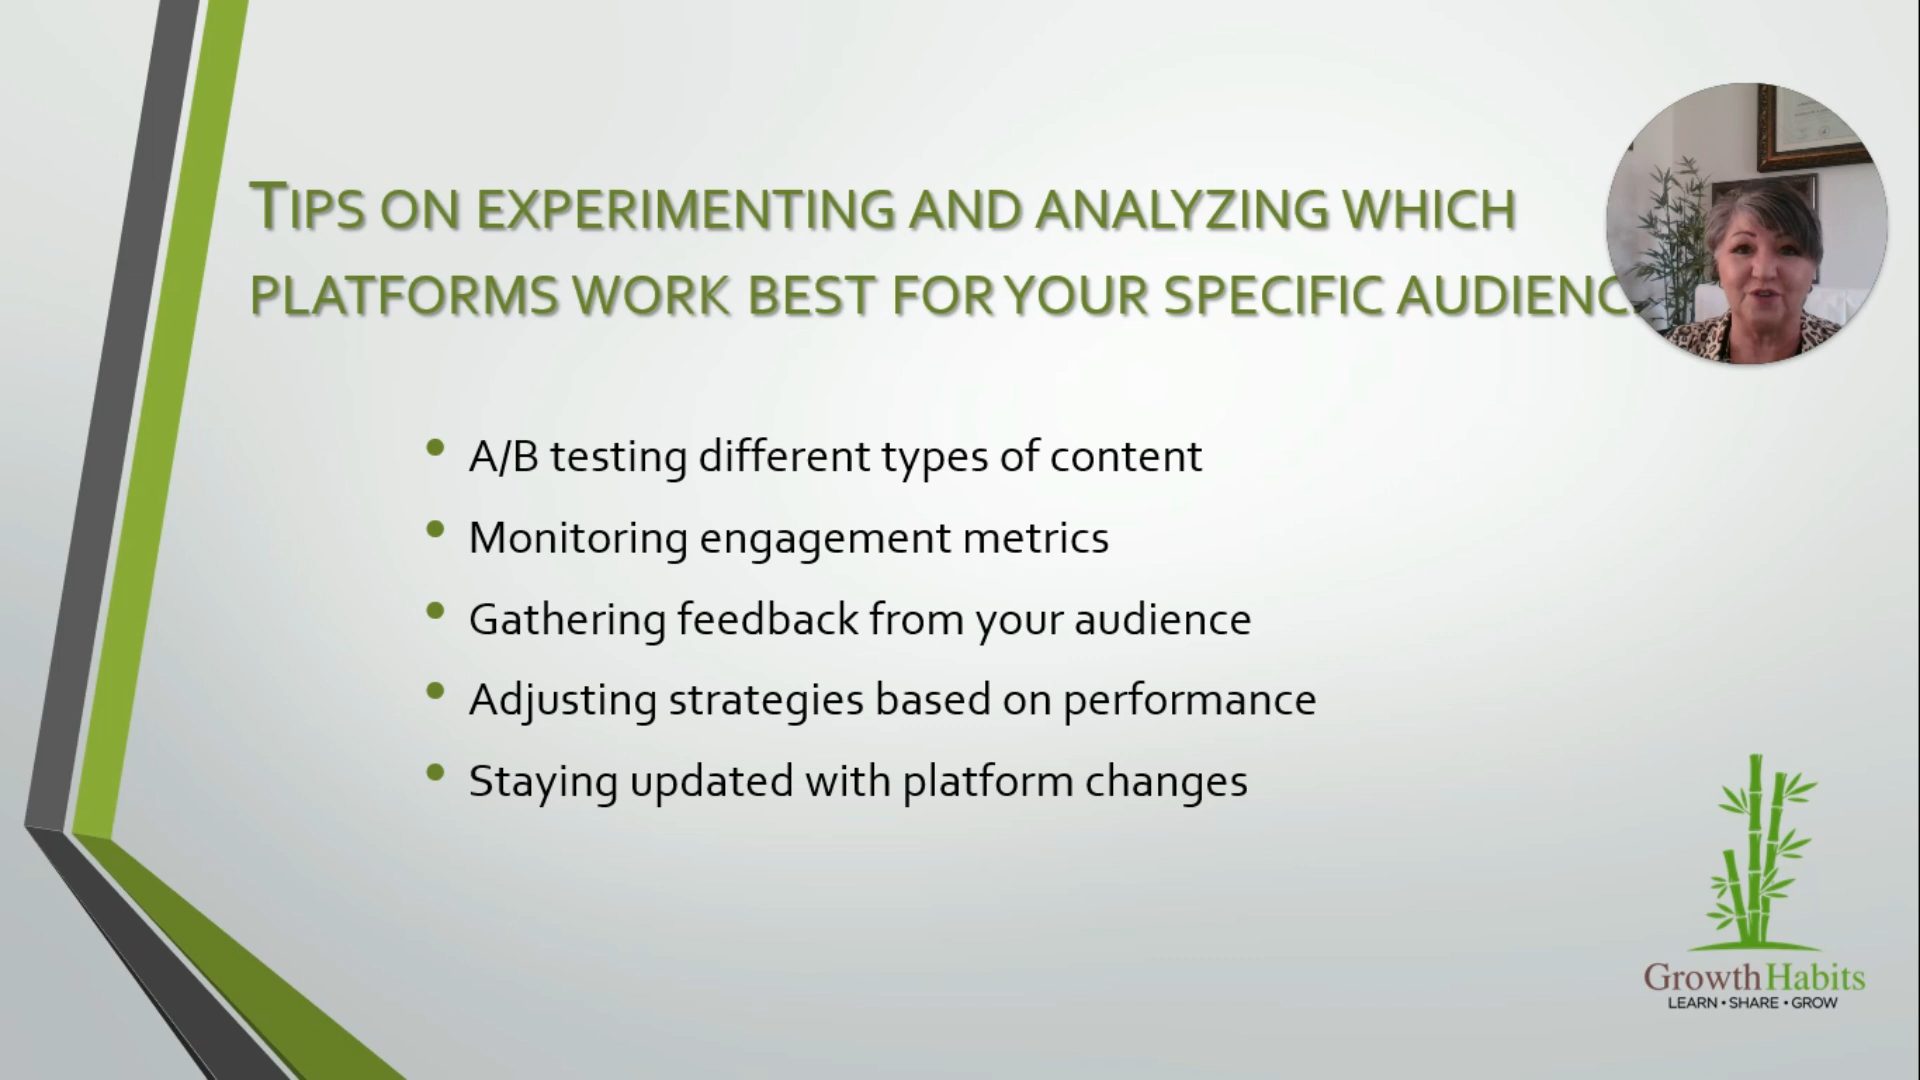 Tips on experimenting and analyzing which
platforms work best for your specific
• A/B testing different types of content
• Monitoring engagement metrics
• Gathering feedback from your audience
• Adjusting strategies based on performance
• Staying updated with platform changes
Growth Habits
LEARN • SHARE • GROW